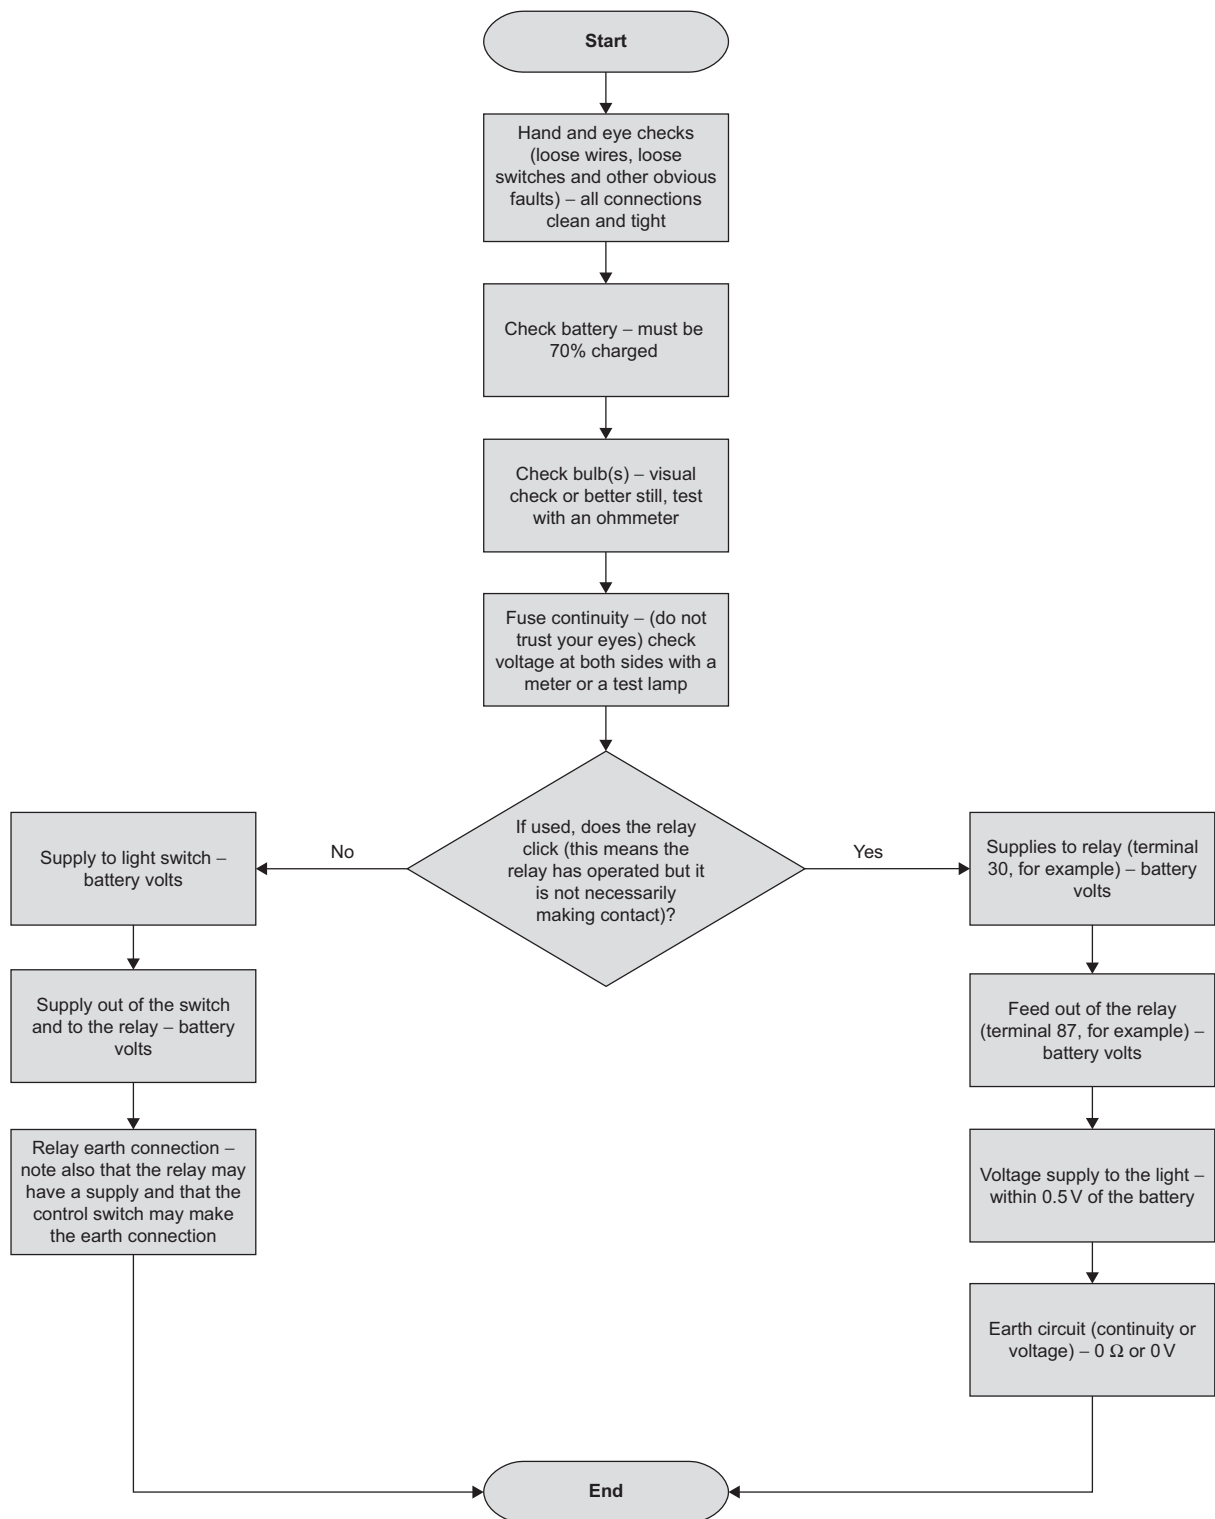 Start
Hand and eye checks
(loose wires, loose
switches and other obvious
faults) – all connections
clean and tight
Check battery – must be
70% charged
Check bulb(s) – visual
check or better still, test
with an ohmmeter
Fuse continuity – (do not
trust your eyes) check
voltage at both sides with a
meter or a test lamp
If used, does the relay
click (this means the
relay has operated but it
is not necessarily
making contact)?
No
Supply to light switch –
battery volts
Supply out of the switch
and to the relay – battery
volts
Relay earth connection –
note also that the relay may
have a supply and that the
control switch may make
the earth connection
Yes
Supplies to relay (terminal
30, for example) – battery
volts
Feed out of the relay
(terminal 87, for example) –
battery volts
Voltage supply to the light –
within 0.5 V of the battery
Earth circuit (continuity or
voltage) – 0 Ω or 0 V
End